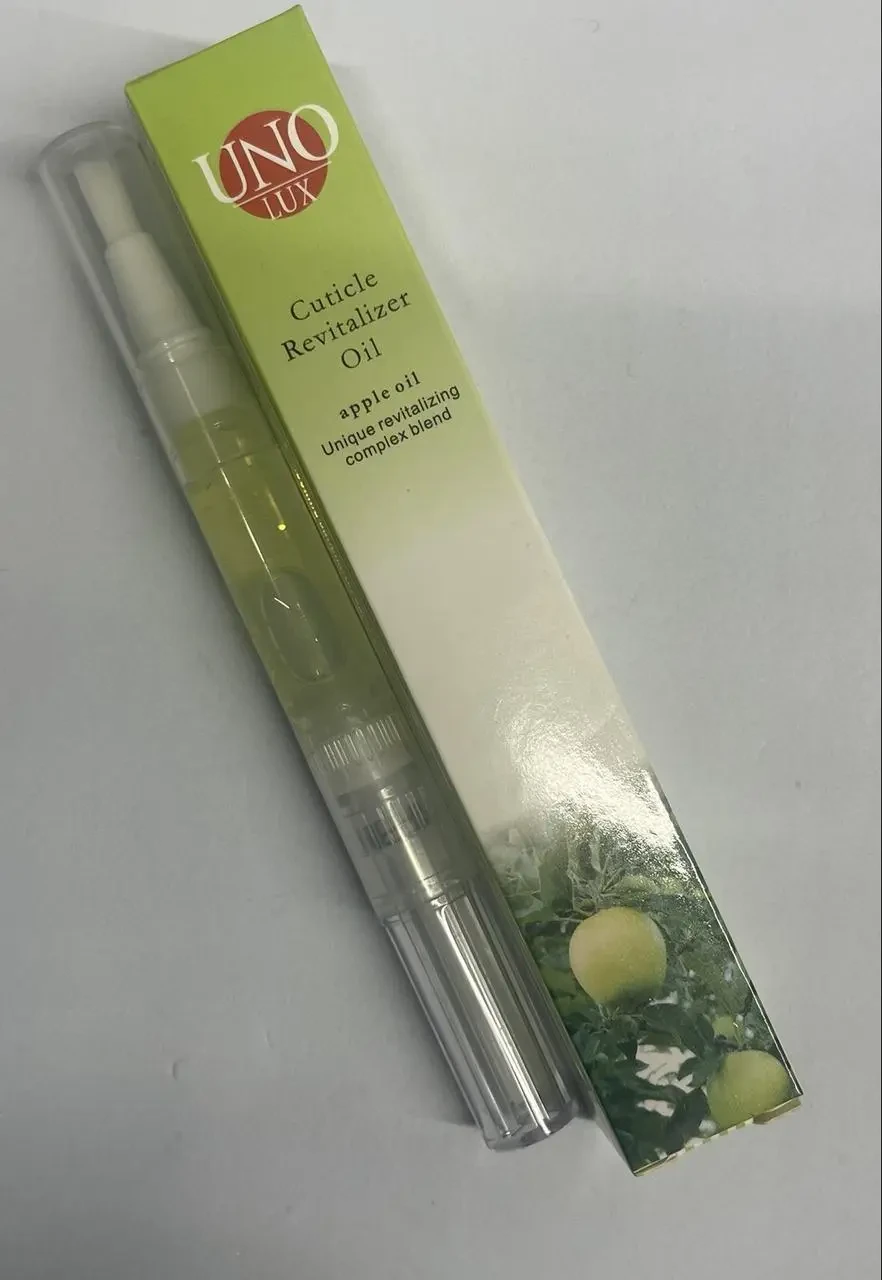 UNO
LUX
Cuticle
Revitalizer
Oil
apple oil
Unique revitalizing
complex blend